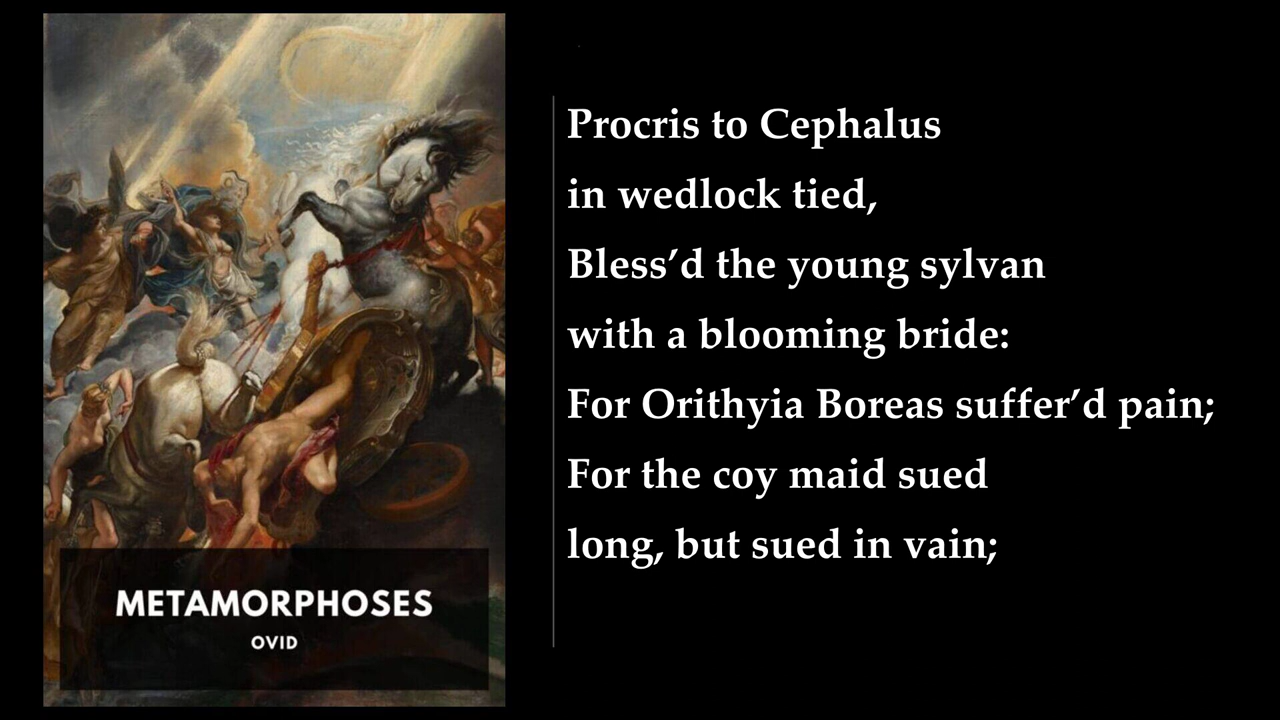 METAMORPHOSES
OVID
Procris to Cephalus
in wedlock tied,
Bless’d the young sylvan
with a blooming bride:
For Orithyia Boreas suffer’d pain;
For the coy maid sued
long, but sued in vain;